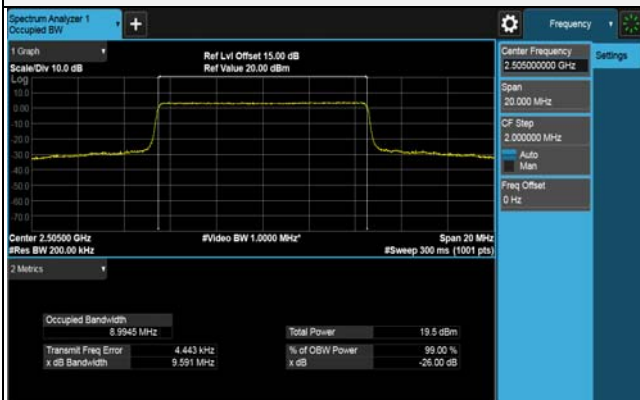 Spectrum Analyzer 1
Occupied BW
+
Frequency
1 Graph
Scale/Div 10.0 dB
Ref Lvl Offset 15.00 dB
Ref Value 20.00 dBm
Log
10.0
0.00
-10.0
-20.0
-30.0
-40.0
-50.0
-60.0
-70.0
Center 2.50500 GHz
#Res BW 200.00 kHz
#Video BW 1.0000 MHz*
Span 20 MHz
#Sweep 300 ms (1001 pts)
2 Metrics
Occupied Bandwidth
8.9945 MHz
Transmit Freq Error 4.443 kHz
x dB Bandwidth 9.591 MHz
Total Power 19.5 dBm
% of OBW Power 99.00 %
x dB -26.00 dB
Center Frequency
2.505000000 GHz
Settings
Span
20.000 MHz
CF Step
2.000000 MHz
Auto
Man
Freq Offset
0 Hz